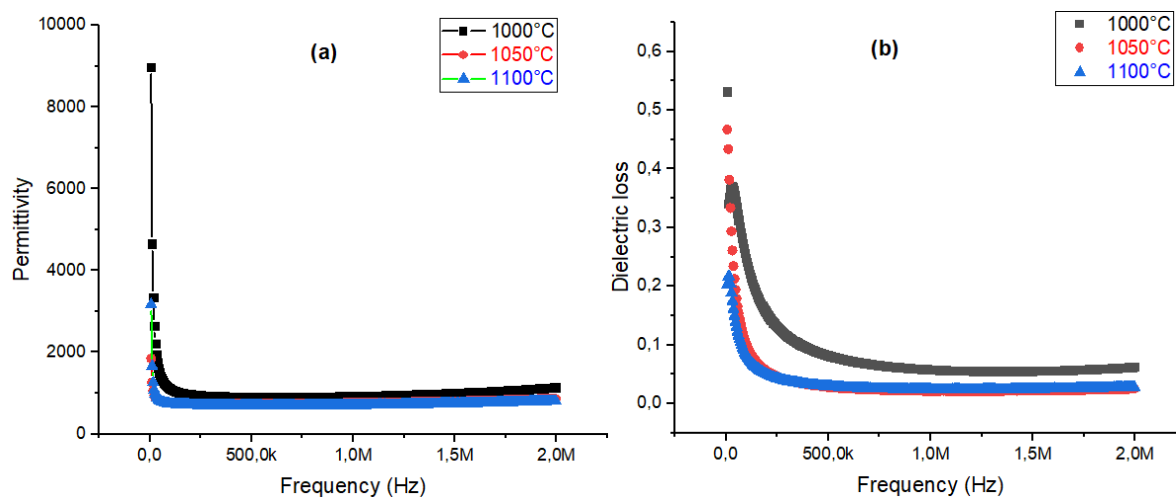 (a)
1000°C
1050°C
1100°C
10000
8000
6000
4000
2000
0
Permittivity
0,0
500,0k
1,0M
1,5M
2,0M
Frequency (Hz)
(b)
1000°C
1050°C
1100°C
0,6
0,5
0,4
0,3
0,2
0,1
0,0
Dielectric loss
0,0
500,0k
1,0M
1,5M
2,0M
Frequency (Hz)